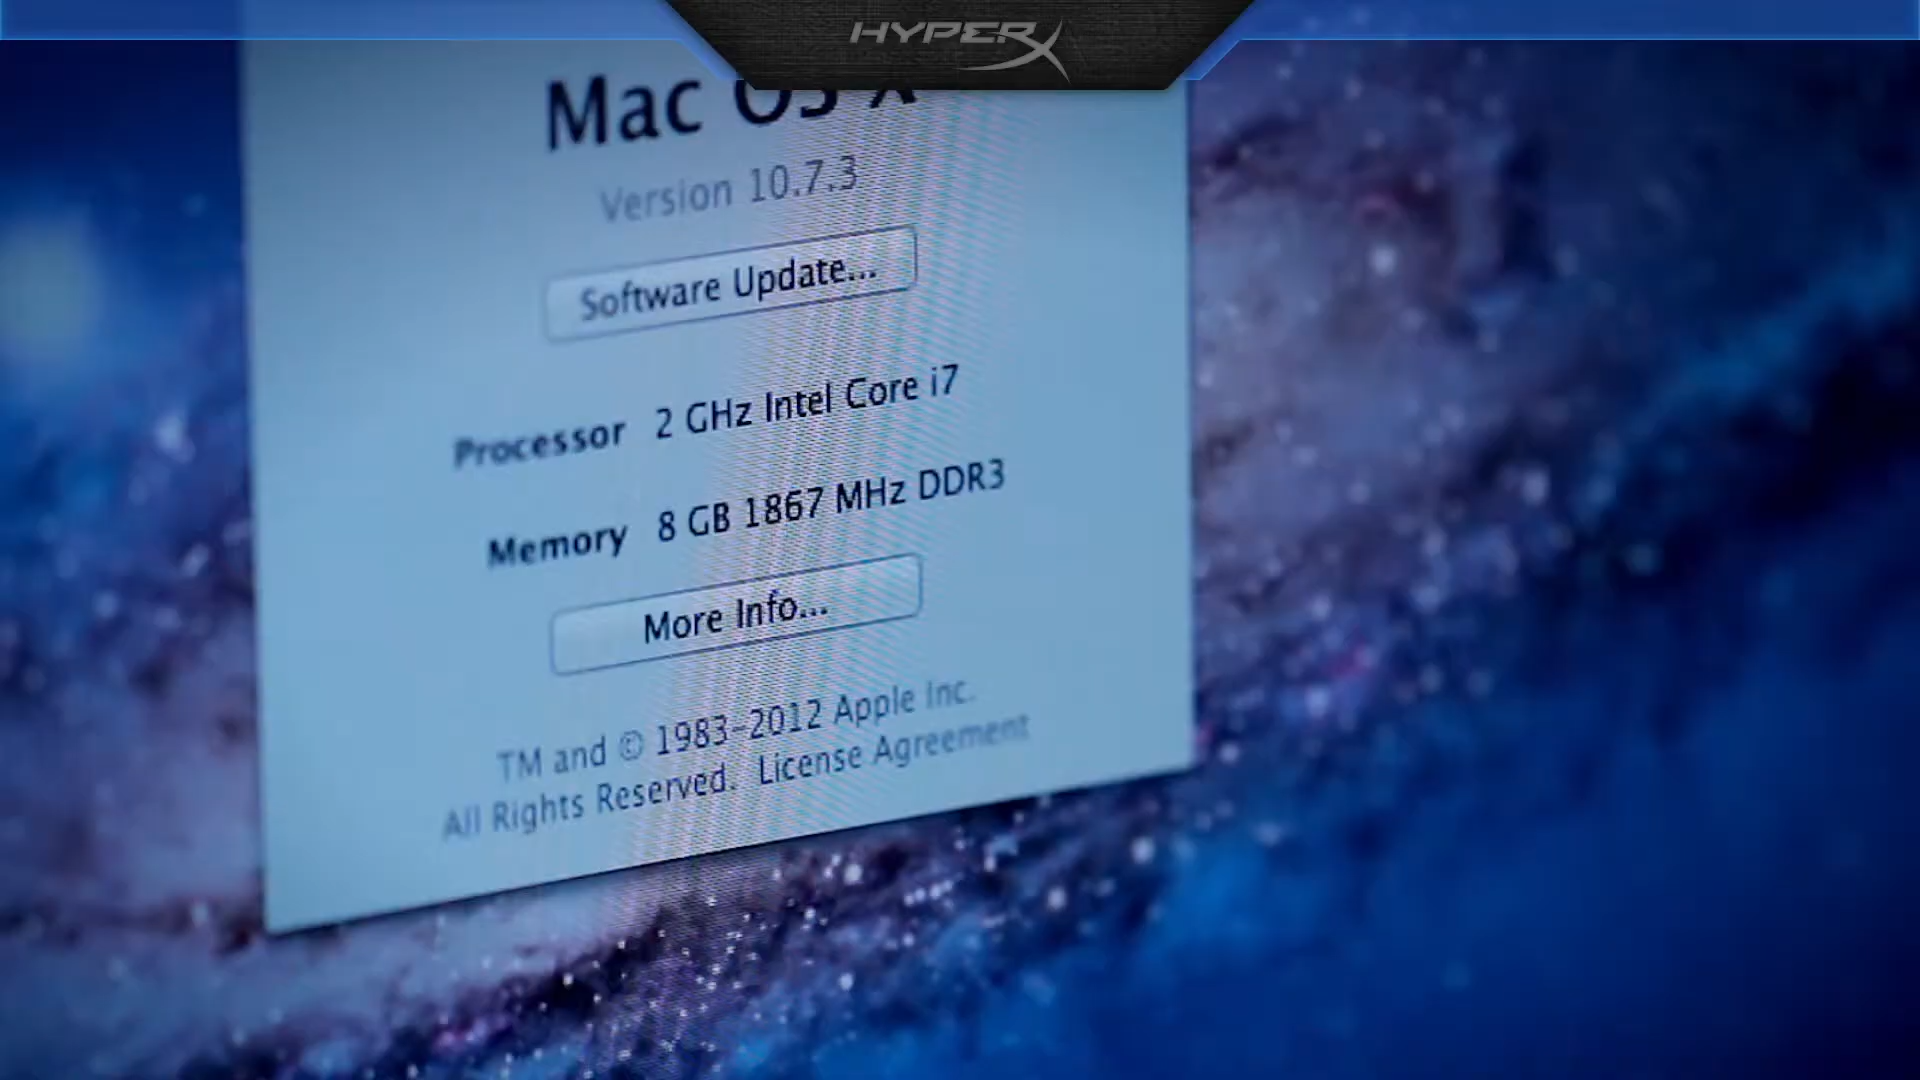 HYPERX
Mac OS X
Version 10.7.3
Software Update...
Processor 2 GHz Intel Core i7
Memory 8 GB 1867 MHz DDR3
More Info...
TM and © 1983-2012 Apple Inc.
All Rights Reserved. License Agreement